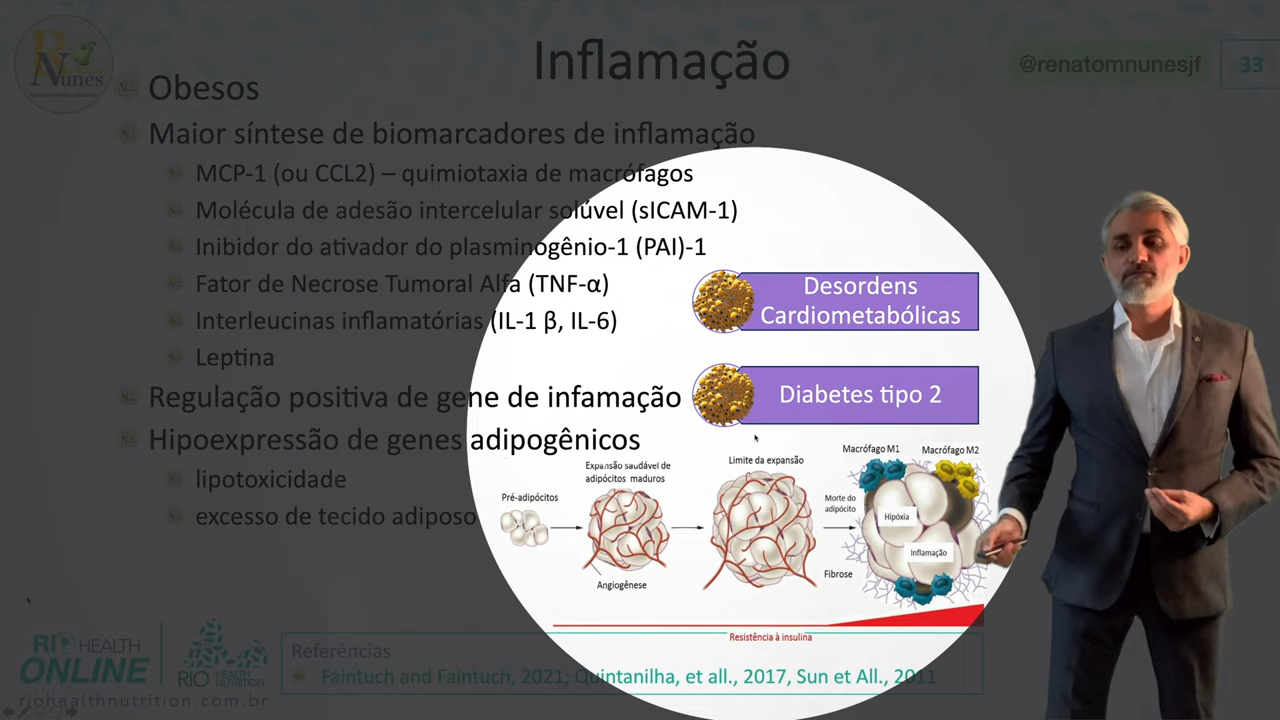 Inflamação
@renatomnunesjf
33
Nunes
Obesos
Maior síntese de biomarcadores de inflamação
MCP-1 (ou CCL2) – quimiotaxia de macrófagos
Molécula de adesão intercelular solúvel (sICAM-1)
Inibidor do ativador do plasminogênio-1 (PAI)-1
Fator de Necrose Tumoral Alfa (TNF-α)
Interleucinas inflamatórias (IL-1 β, IL-6)
Leptina
Regulação positiva de gene de infamação
Hipoexpressão de genes adipogênicos
lipotoxicidade
excesso de tecido adiposo
Desordens
Cardiometabólicas
Diabetes tipo 2
Pré-adipócitos
Expansão saudável de
adipócitos maduros
Angiogênese
Limite da expansão
Morte do
adipócito
Fibrose
Macrófago M1
Macrófago M2
Hipóxia
Inflamação
Resistência à insulina
RIO HEALTH
ONLINE
RIO HEALTH NUTRITION
riohealthnutrition.com.br
Referências
Faintuch and Faintuch, 2021; Quintanilha, et all., 2017, Sun et All., 2011